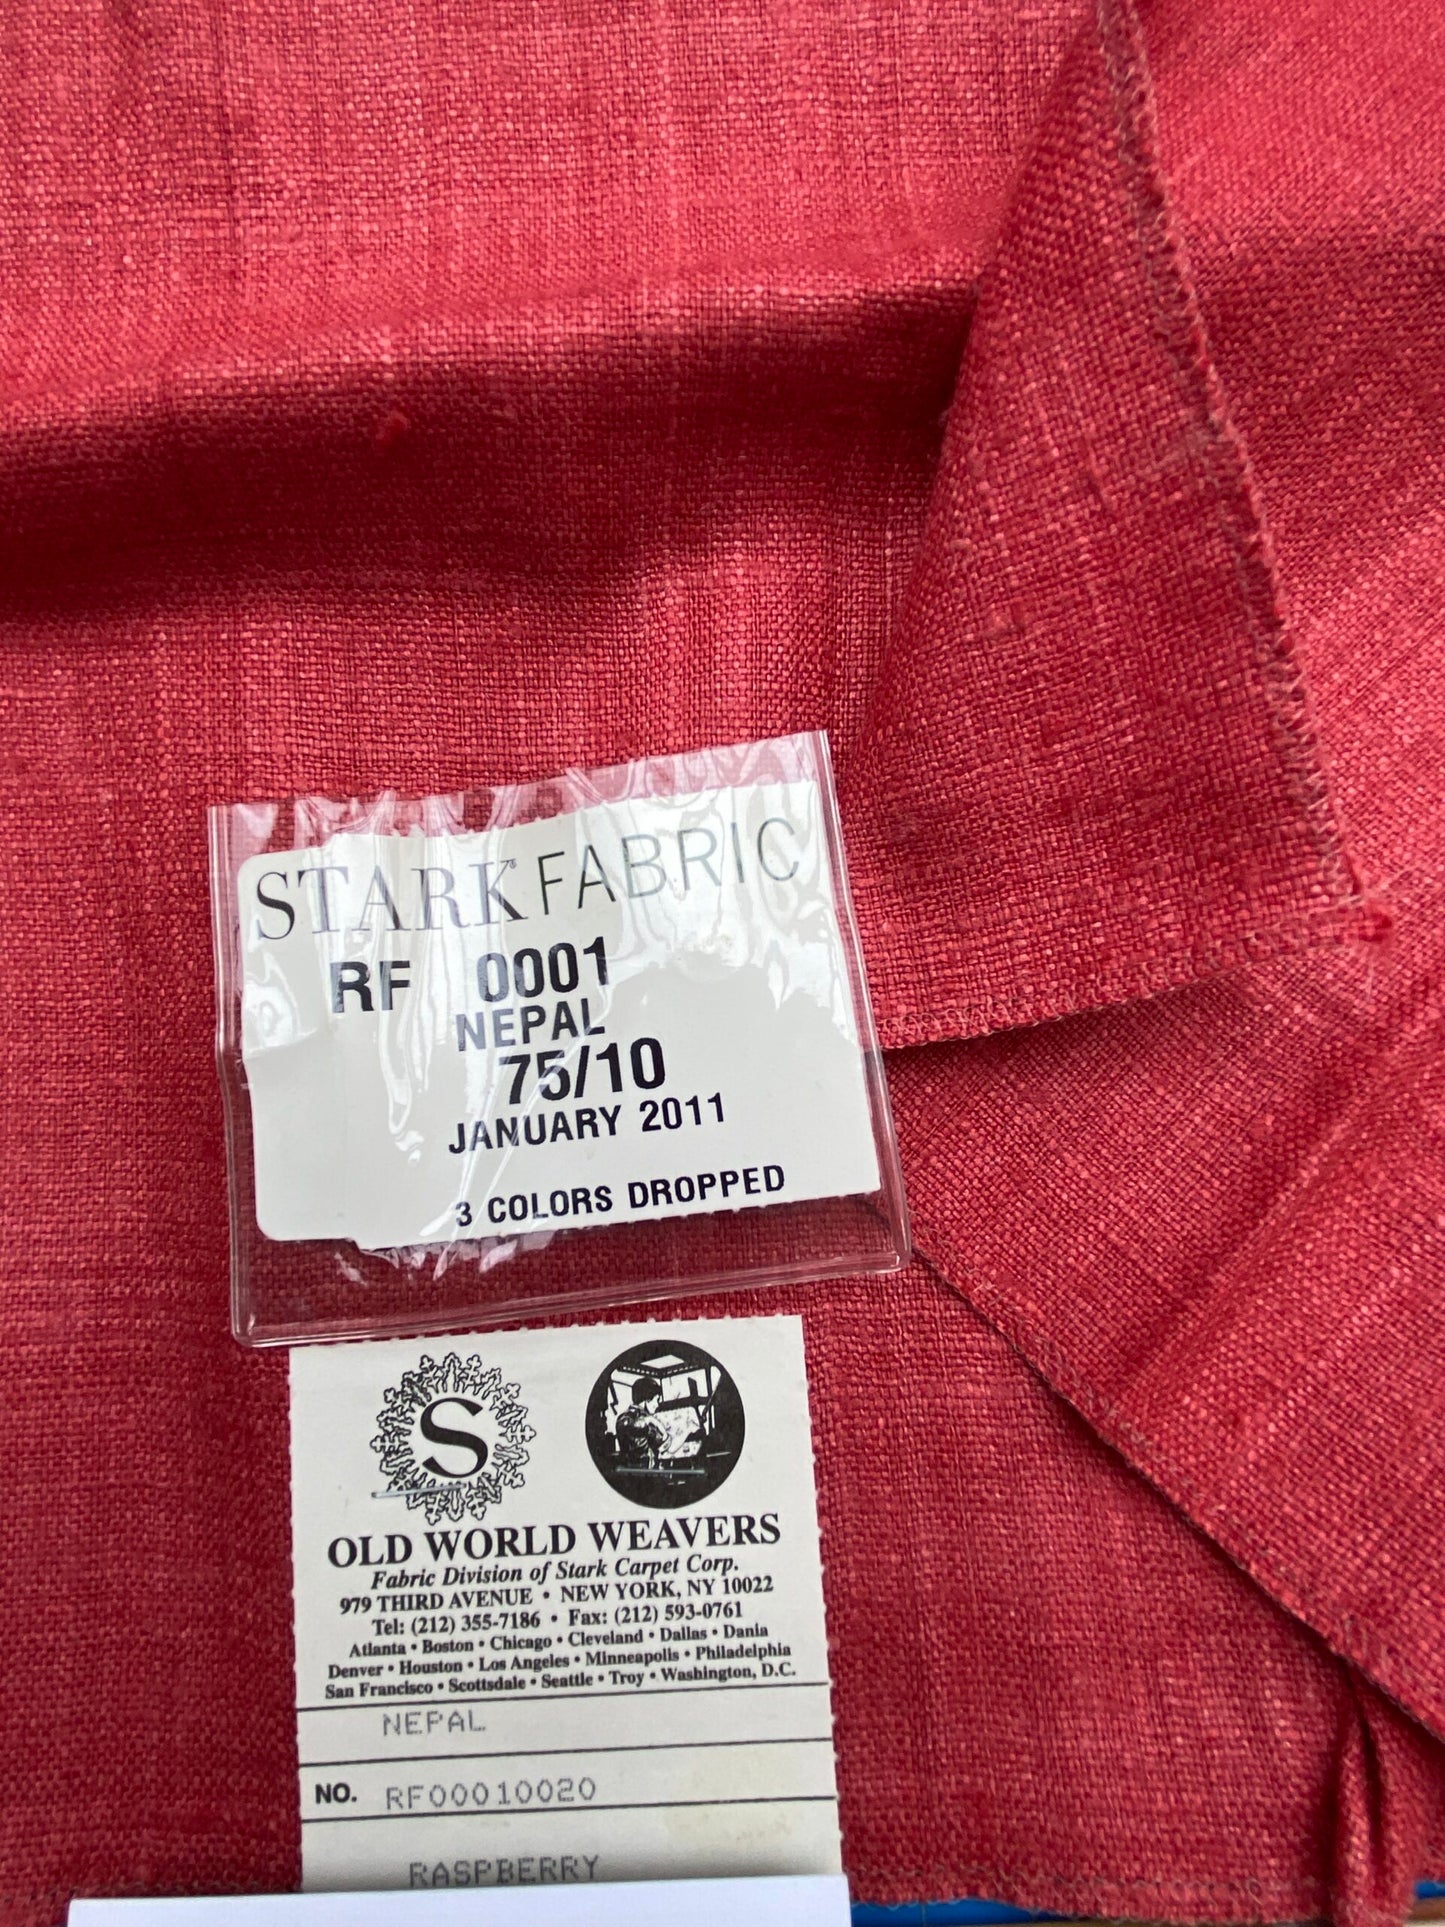 STARK® FABRIC
RF 0001
NEPAL
75/10
JANUARY 2011
3 COLORS DROPPED
S
OLD WORLD WEAVERS
Fabric Division of Stark Carpet Corp.
979 THIRD AVENUE • NEW YORK, NY 10022
Tel: (212) 355-7186 • Fax: (212) 593-0761
Atlanta • Boston • Chicago • Cleveland • Dallas • Dania
Denver • Houston • Los Angeles • Minneapolis • Philadelphia
San Francisco • Scottsdale • Seattle • Troy • Washington, D.C.
NEPAL
NO. RF00010020
RASPBERRY